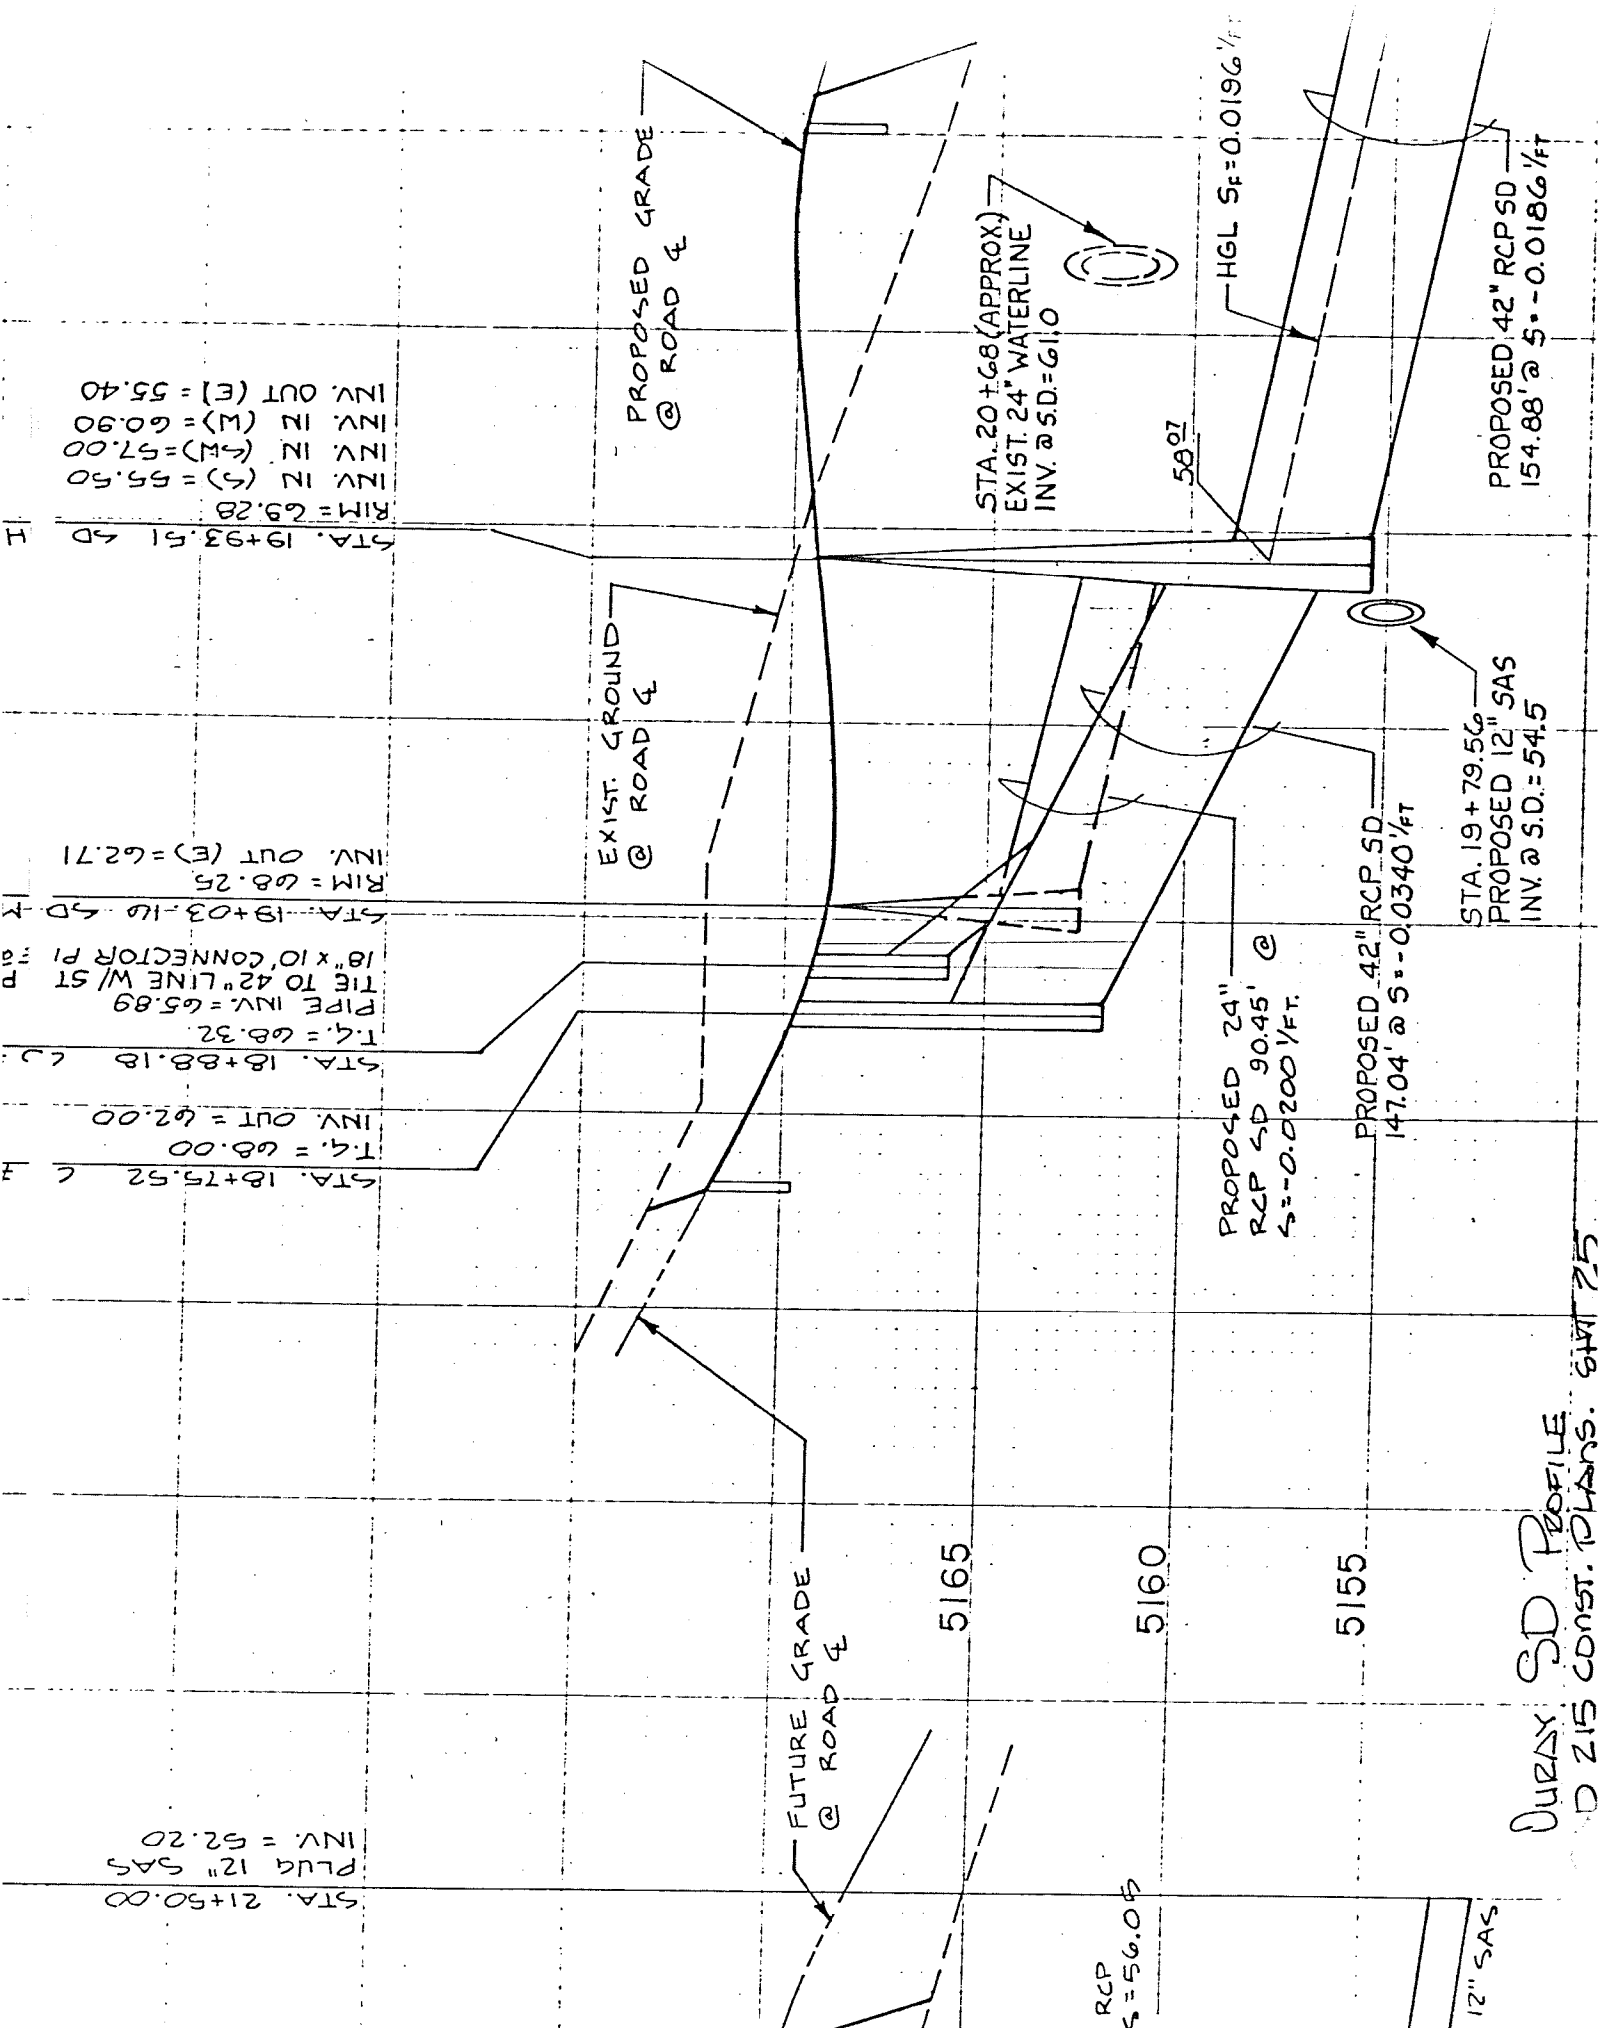 STA. 21+50.00
PLUG 12" SAS
INV. = 52.20
STA. 18+75.52 C
T.G. = 68.00
INV. OUT = 62.00
STA. 18+88.18
T.G. = 68.32
PIPE INV. = 65.89
TIE TO 42" LINE W/ ST P
18" x 10' CONNECTOR PI
STA. 19+03.16 SD M
RIM = 68.25
INV. OUT (E) = 62.71
STA. 19+93.51 SD
RIM = 69.28
INV. IN (S) = 55.50
INV. IN (SW) = 57.00
INV. IN (W) = 60.90
INV. OUT (E) = 55.40
EXIST. GROUND
@ ROAD ℄
PROPOSED GRADE
@ ROAD ℄
FUTURE GRADE
@ ROAD ℄
STA. 20+68 (APPROX.)
EXIST. 24" WATERLINE
INV. @ S.D. = 61.0
58 07
HGL SF = 0.0196 '/FT
PROPOSED 42" RCP SD
154.88' @ S = -0.0186 '/FT
STA. 19+79.56
PROPOSED 12" SAS
INV. @ S.D. = 54.5
PROPOSED 42" RCP SD
147.04' @ S = -0.0340 '/FT
PROPOSED 24"
RCP SD 90.45' @
S = -0.0200 '/FT.
5165
5160
5155
RCP
S = 56.05
12" SAS
OURAY SD PROFILE
D 215 CONST. PLANS. SHT 25